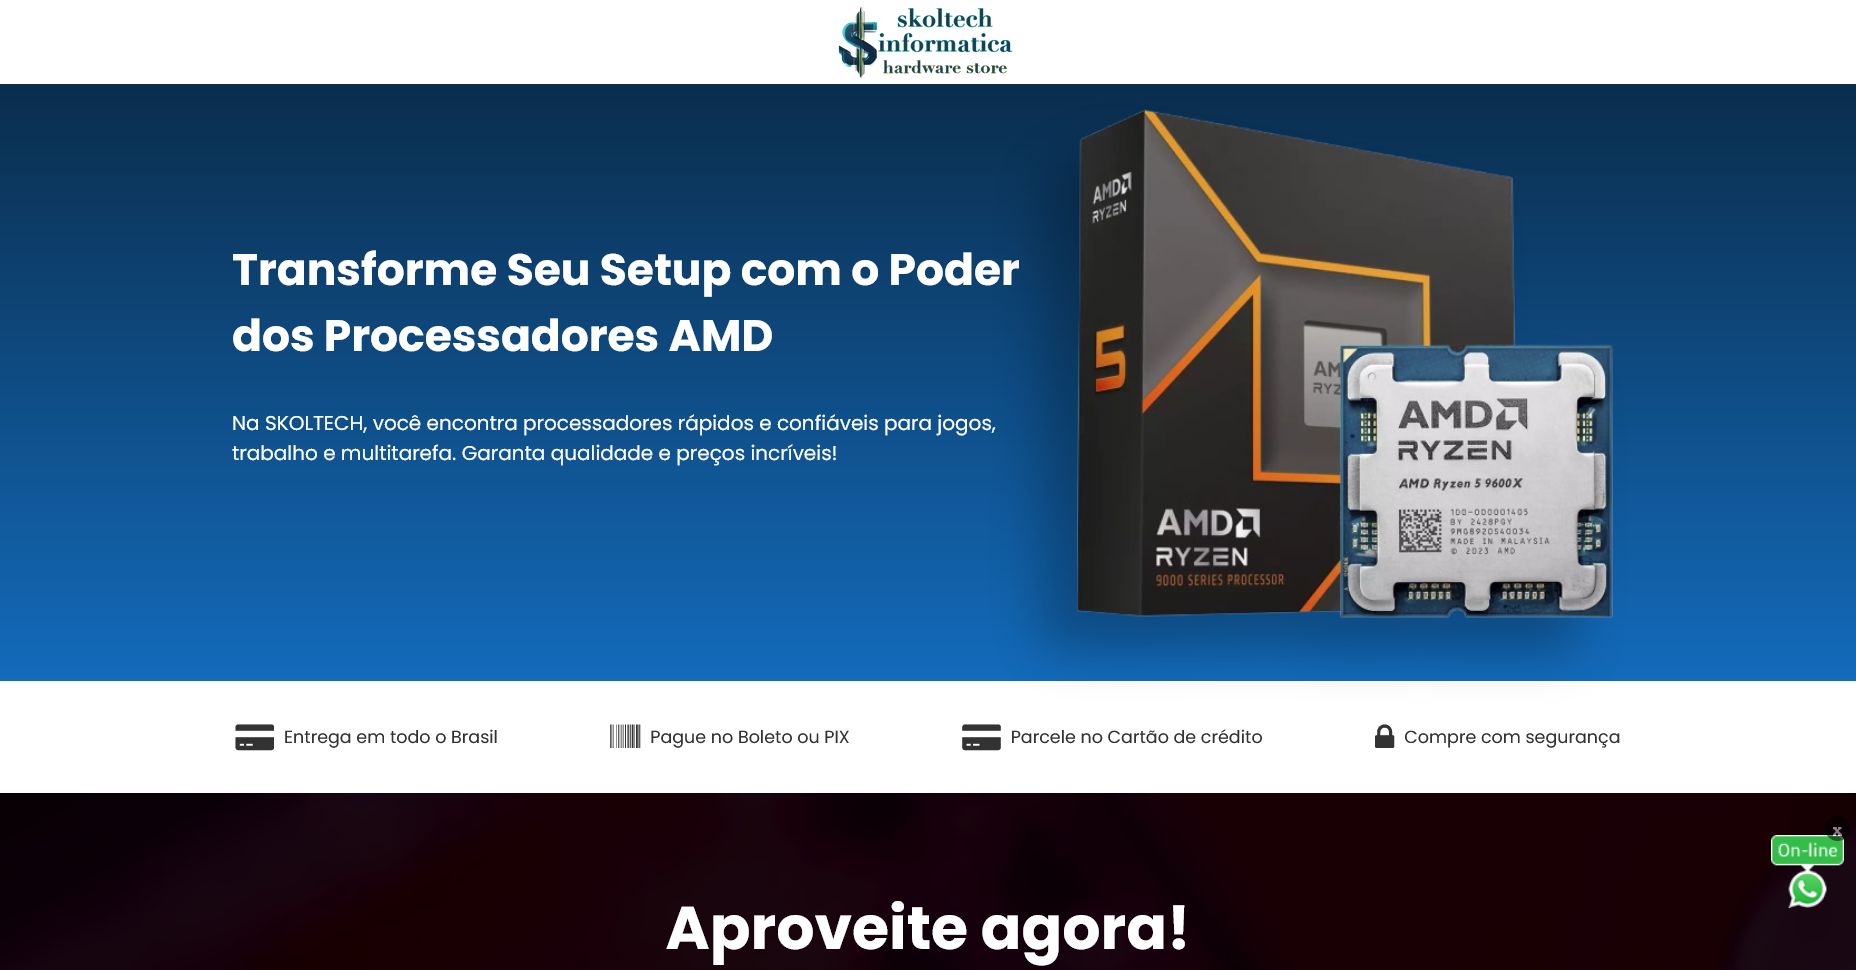 skoltech
informatica
hardware store
Transforme Seu Setup com o Poder
dos Processadores AMD
Na SKOLTECH, você encontra processadores rápidos e confiáveis para jogos,
trabalho e multitarefa. Garanta qualidade e preços incríveis!
AMD
RYZEN
5
AMD
RYZEN
9000 SERIES PROCESSOR
AM
RYZ
AMD
RYZEN
AMD Ryzen 5 9600X
100-000001405
BY 2428PGY
9MG8920540034
MADE IN MALAYSIA
© 2023 AMD
Entrega em todo o Brasil
Pague no Boleto ou PIX
Parcele no Cartão de crédito
Compre com segurança
x
On-line
Aproveite agora!